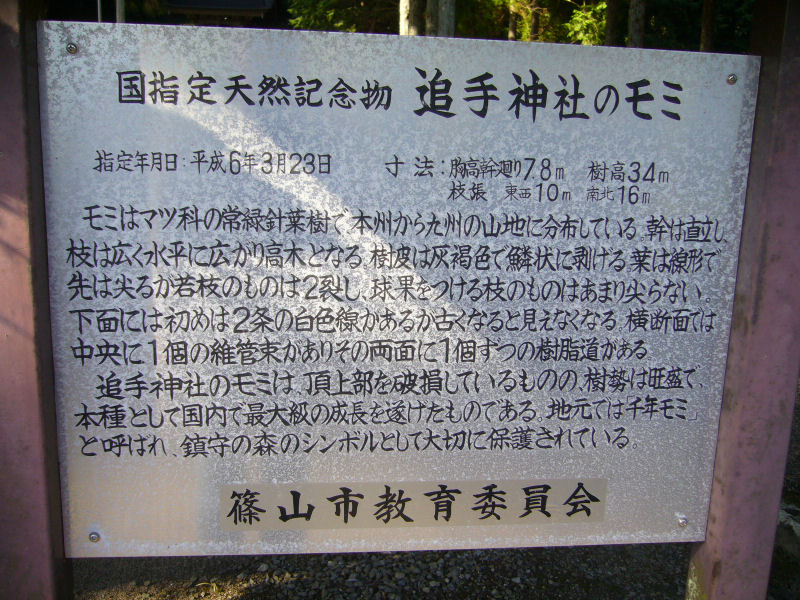 国指定天然記念物 追手神社のモミ
指定年月日:平成6年3月23日 寸法:胸高幹廻り7.8m 樹高34m
枝張 東西10m 南北16m
モミはマツ科の常緑針葉樹で、本州から九州の山地に分布している。幹は直立し、
枝は広く水平に広がり高木となる。樹皮は灰褐色で鱗状に剥げる。葉は線形で
先は尖るが若枝のものは2裂し、球果をつける枝のものはあまり尖らない。
下面には初めは2条の白色線があるが古くなると見えなくなる。横断面では
中央に1個の維管束がありその両面に1個ずつの樹脂道がある。
追手神社のモミは、頂上部を破損しているものの、樹勢は旺盛で、
本種として国内で最大級の成長を遂げたものである。地元では千年モミ」
と呼ばれ、鎮守の森のシンボルとして大切に保護されている。
篠山市教育委員会